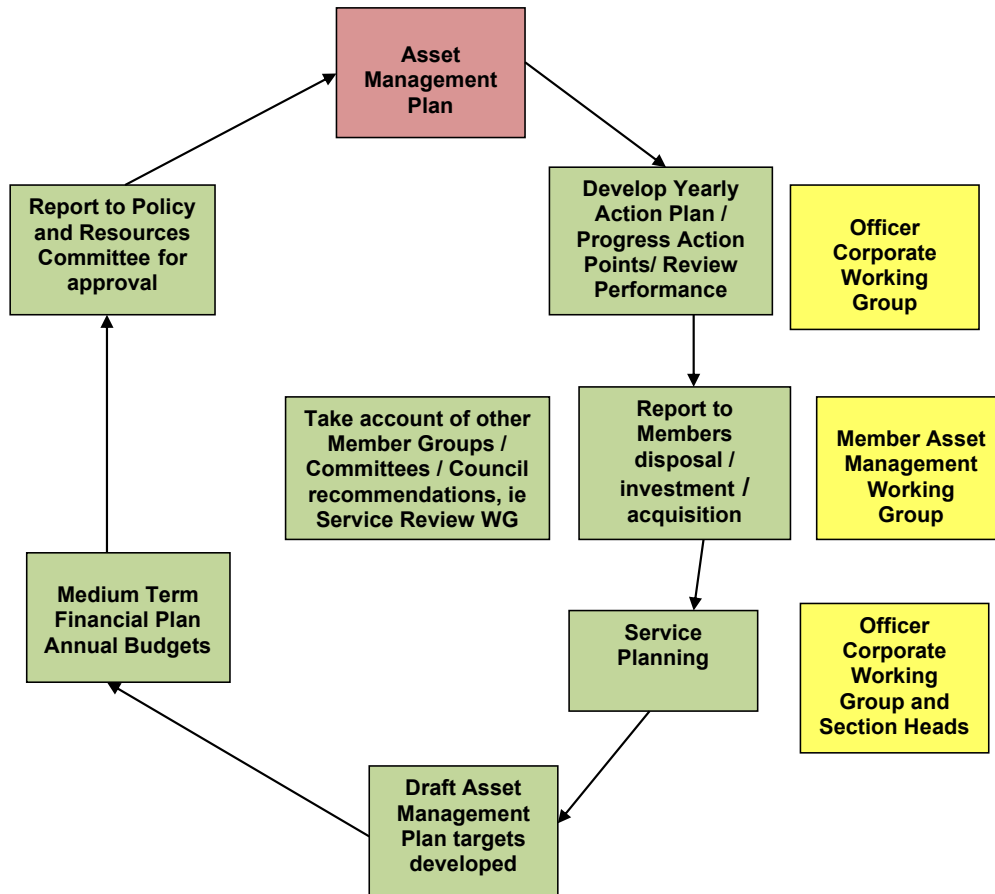 Asset
Management
Plan
Report to Policy
and Resources
Committee for
approval
Develop Yearly
Action Plan /
Progress Action
Points/ Review
Performance
Officer
Corporate
Working
Group
Take account of other
Member Groups /
Committees / Council
recommendations, ie
Service Review WG
Report to
Members
disposal /
investment /
acquisition
Member Asset
Management
Working
Group
Medium Term
Financial Plan
Annual Budgets
Service
Planning
Officer
Corporate
Working
Group and
Section Heads
Draft Asset
Management
Plan targets
developed